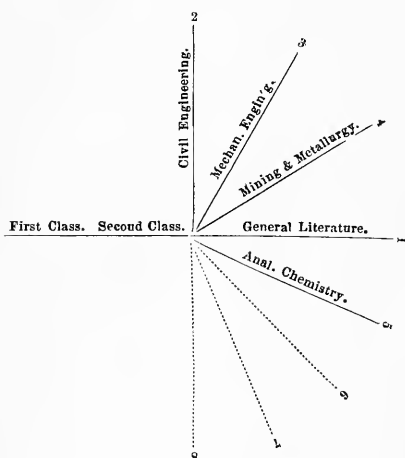 2
Civil Engineering.
3
Mechan. Engin'g.
4
Mining & Metallurgy.
First Class. Second Class. General Literature.
1
Anal. Chemistry.
5
6
7
8